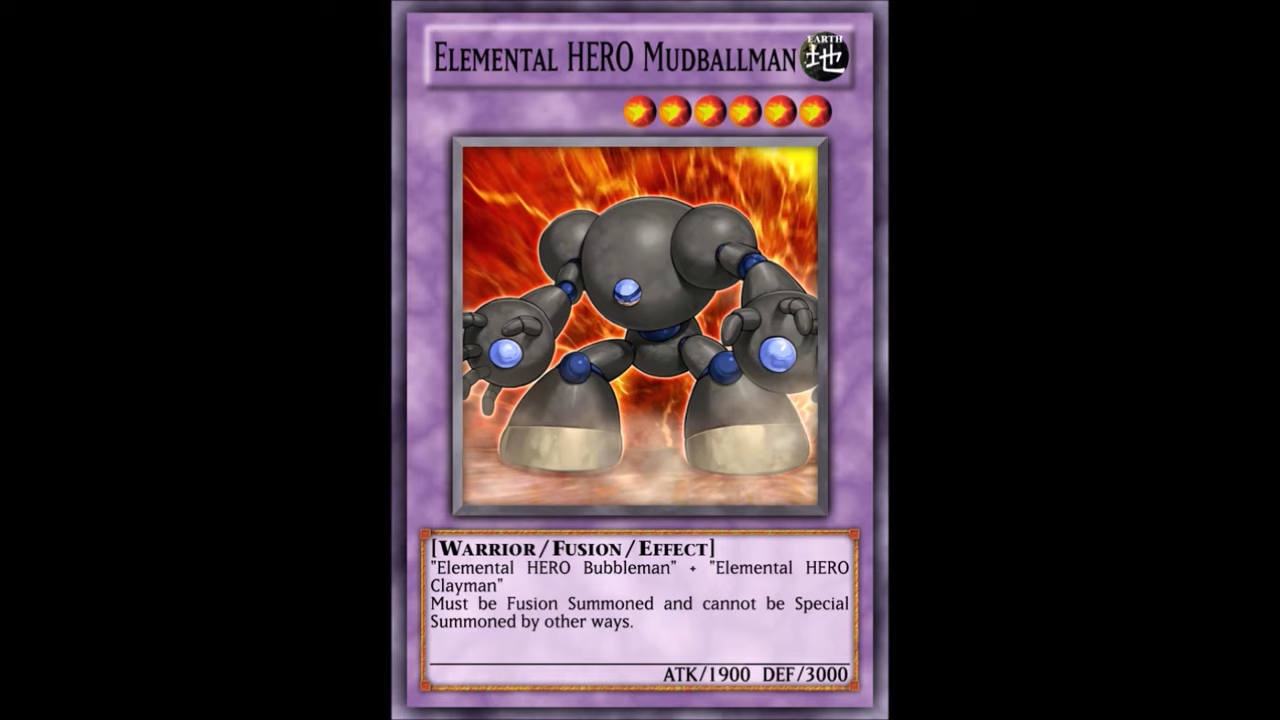 Elemental HERO Mudballman
EARTH
地
[Warrior/Fusion/Effect]
"Elemental HERO Bubbleman" + "Elemental HERO
Clayman"
Must be Fusion Summoned and cannot be Special
Summoned by other ways.
ATK/1900 DEF/3000